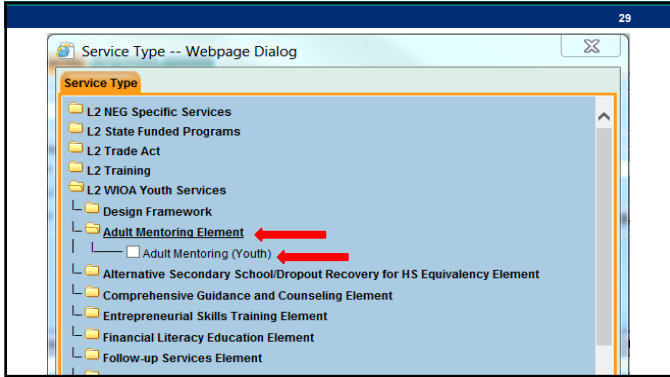 29
Service Type -- Webpage Dialog
Service Type
L2 NEG Specific Services
L2 State Funded Programs
L2 Trade Act
L2 Training
L2 WIOA Youth Services
Design Framework
Adult Mentoring Element
Adult Mentoring (Youth)
Alternative Secondary School/Dropout Recovery for HS Equivalency Element
Comprehensive Guidance and Counseling Element
Entrepreneurial Skills Training Element
Financial Literacy Education Element
Follow-up Services Element